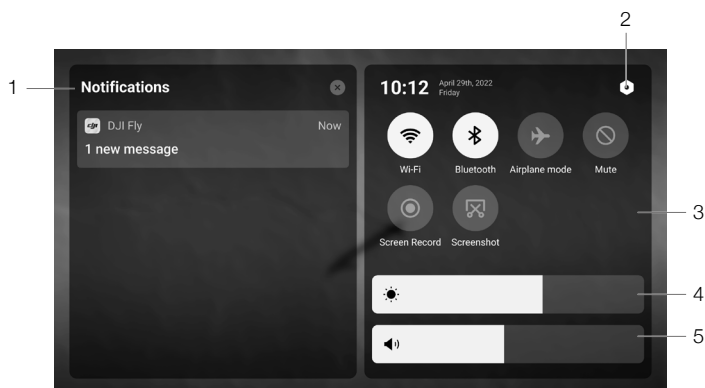 2
1
Notifications
dji DJI Fly Now
1 new message
10:12 April 29th, 2022
Friday
Wi-Fi Bluetooth Airplane mode Mute
3
Screen Record Screenshot
4
5